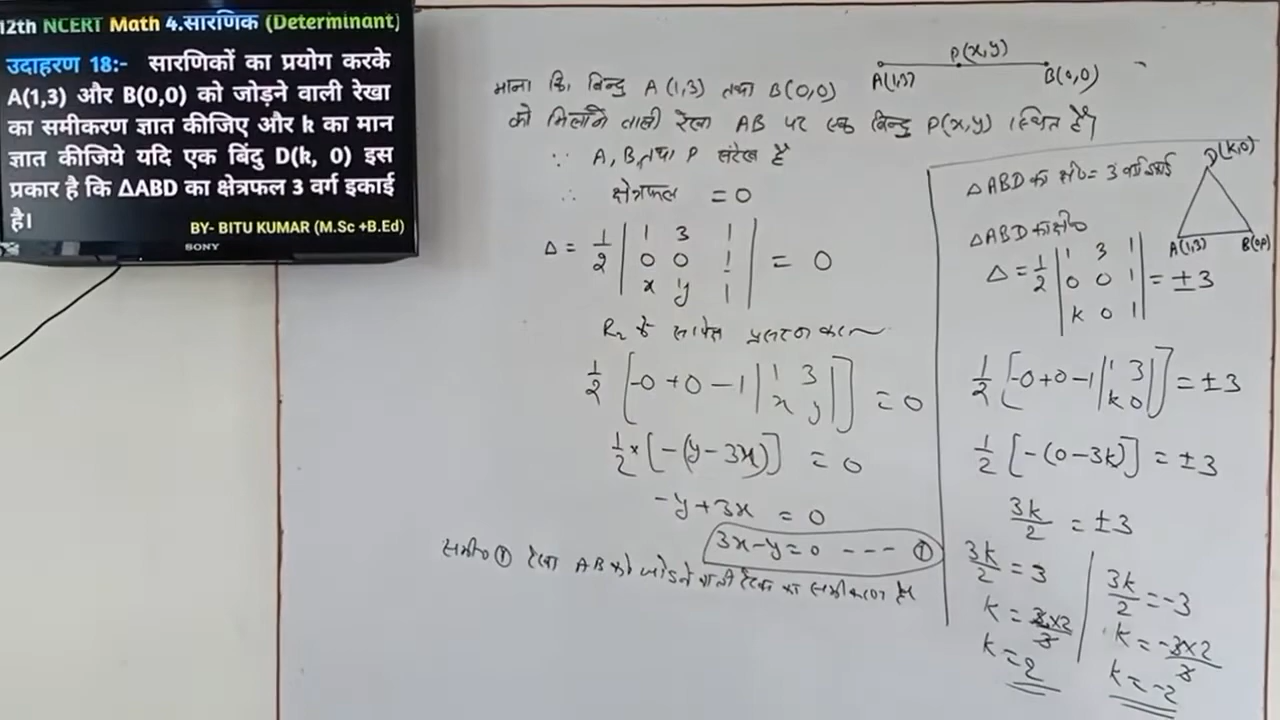 12th NCERT Math 4.सारणिक (Determinant)
उदाहरण 18:- सारणिकों का प्रयोग करके
A(1,3) और B(0,0) को जोड़ने वाली रेखा
का समीकरण ज्ञात कीजिए और k का मान
ज्ञात कीजिये यदि एक बिंदु D(k, 0) इस
प्रकार है कि ΔABD का क्षेत्रफल 3 वर्ग इकाई
है।
BY- BITU KUMAR (M.Sc +B.Ed)
SONY
P(x,y)
A(1,3) B(0,0)
माना कि बिन्दु A(1,3) तथा B(0,0)
को मिलाने वाली रेखा AB पर एक बिन्दु P(x,y) स्थित है।
∵ A, B, तथा P संरेख है
∴ क्षेत्रफल = 0
Δ = 1/2 | 1 3 1 |
| 0 0 1 | = 0
| x y 1 |
R₂ के सापेक्ष प्रसरण करने
1/2 [-0 + 0 - 1 | 1 3 |
| x y |] = 0
1/2 × [-(y - 3x)] = 0
-y + 3x = 0
3x - y = 0 --- ①
समी० ① रेखा AB को जोड़ने वाली रेखा का समीकरण है।
ΔABD का क्षे० = 3 वर्ग इकाई
D(k,0)
A(1,3) B(0,0)
ΔABD का क्षे०
Δ = 1/2 | 1 3 1 |
| 0 0 1 | = ±3
| k 0 1 |
1/2 [-0 + 0 - 1 | 1 3 |
| k 0 |] = ±3
1/2 [-(0 - 3k)] = ±3
3k/2 = ±3
3k/2 = 3
k = 3×2/3
k = 2
3k/2 = -3
k = -3×2/3
k = -2